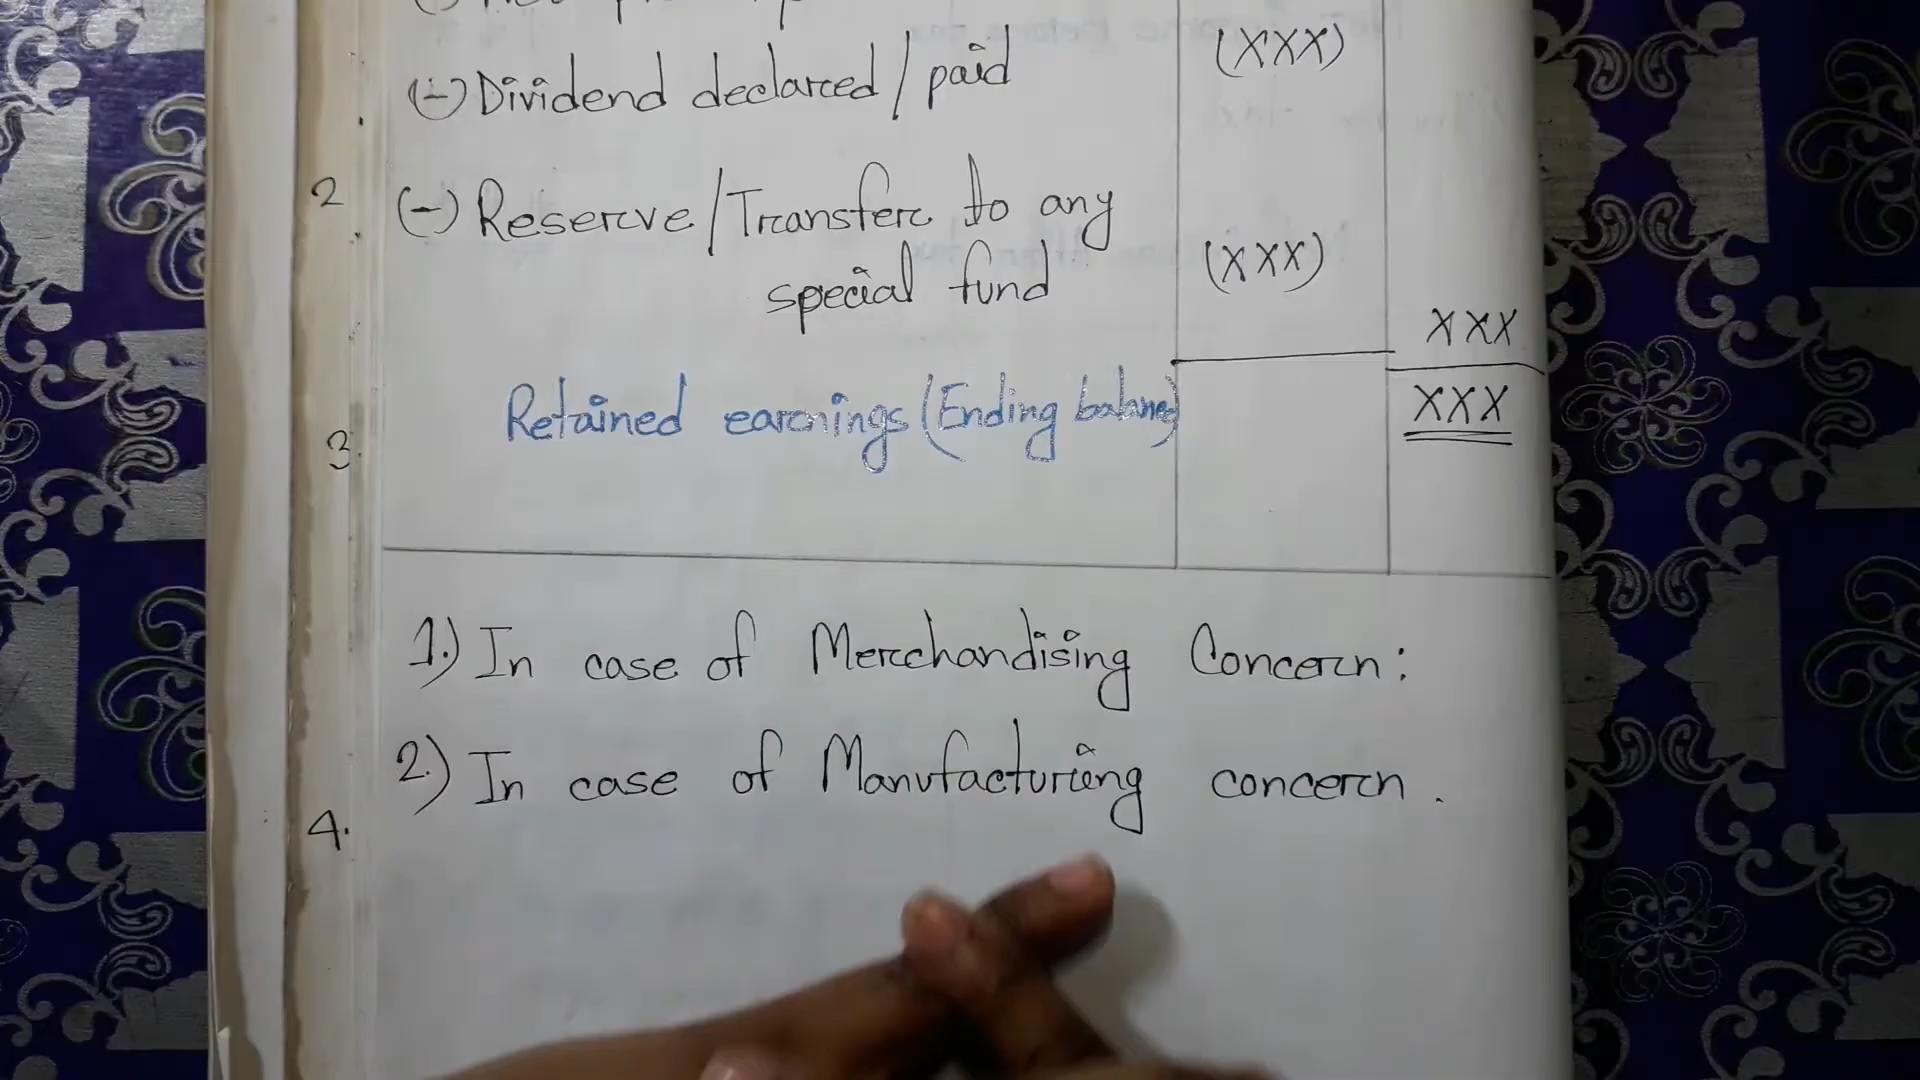 (-) Dividend declared/paid (XXX)
2 (-) Reserve/Transfer to any
special fund (XXX)
XXX
3. Retained earnings (Ending balance) XXX
1.) In case of Merchandising Concern:
2.) In case of Manufacturing concern.
4.